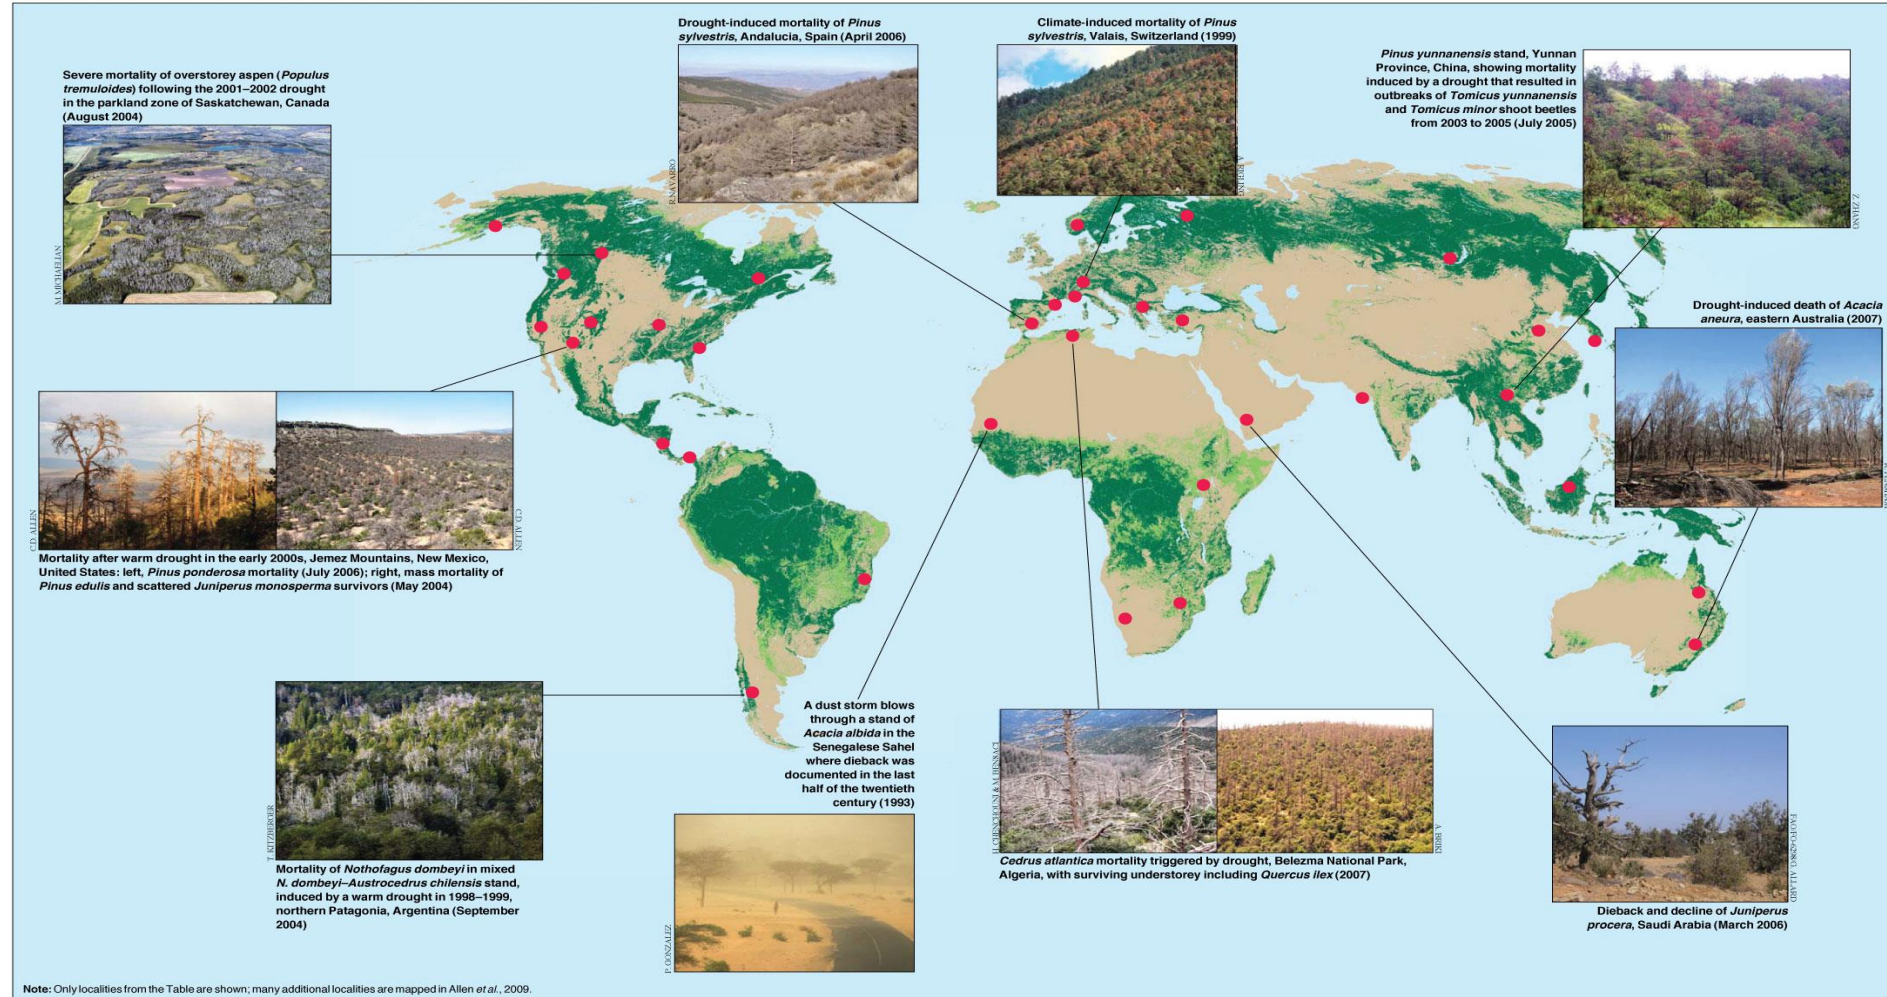 Drought-induced mortality of Pinus
sylvestris, Andalucia, Spain (April 2006)
Climate-induced mortality of Pinus
sylvestris, Valais, Switzerland (1999)
Pinus yunnanensis stand, Yunnan
Province, China, showing mortality
induced by a drought that resulted in
outbreaks of Tomicus yunnanensis
and Tomicus minor shoot beetles
from 2003 to 2005 (July 2005)
Severe mortality of overstorey aspen (Populus
tremuloides) following the 2001–2002 drought
in the parkland zone of Saskatchewan, Canada
(August 2004)
M. MICHAELIAN
R. NAVARRO
Z. ZHANG
Drought-induced death of Acacia
aneura, eastern Australia (2007)
C.D. ALLEN
C.D. ALLEN
Mortality after warm drought in the early 2000s, Jemez Mountains, New Mexico,
United States: left, Pinus ponderosa mortality (July 2006); right, mass mortality of
Pinus edulis and scattered Juniperus monosperma survivors (May 2004)
T. KITZBERGER
Mortality of Nothofagus dombeyi in mixed
N. dombeyi–Austrocedrus chilensis stand,
induced by a warm drought in 1998–1999,
northern Patagonia, Argentina (September
2004)
A dust storm blows
through a stand of
Acacia albida in the
Senegalese Sahel
where dieback was
documented in the last
half of the twentieth
century (1993)
P. GONZALEZ
A. BRIKI
Cedrus atlantica mortality triggered by drought, Belezma National Park,
Algeria, with surviving understorey including Quercus ilex (2007)
Dieback and decline of Juniperus
procera, Saudi Arabia (March 2006)
Note: Only localities from the Table are shown; many additional localities are mapped in Allen et al., 2009.